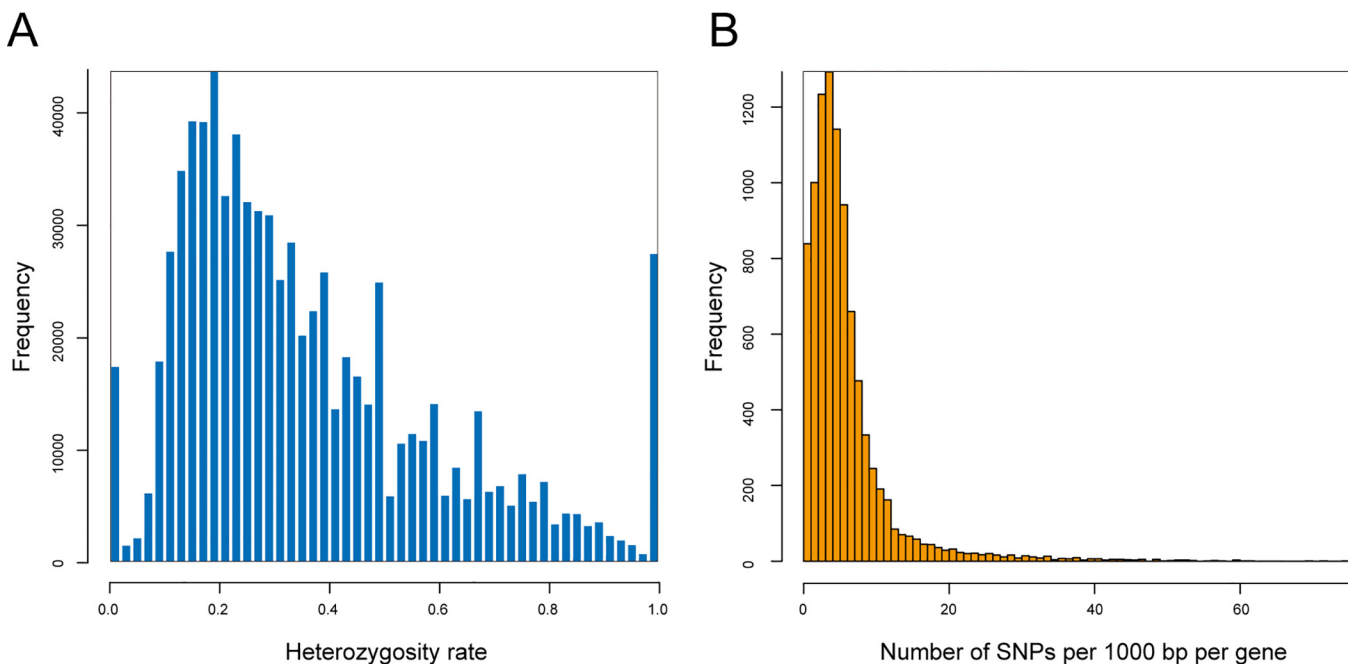 A
B
Frequency
0
10000
20000
30000
40000
0.0 0.2 0.4 0.6 0.8 1.0
Heterozygosity rate
Frequency
0
200
400
600
800
1000
1200
0 20 40 60
Number of SNPs per 1000 bp per gene